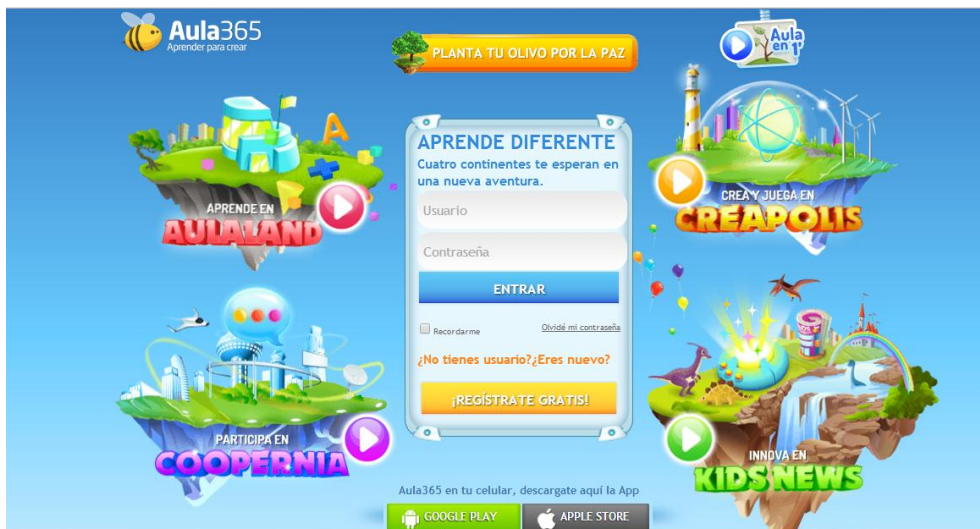 Aula365
Aprender para crear
PLANTA TU OLIVO POR LA PAZ
Aula
en 1'
APRENDE EN
AULALAND
APRENDE DIFERENTE
Cuatro continentes te esperan en
una nueva aventura.
Usuario
Contraseña
ENTRAR
Recordarme
Olvidé mi contraseña
¿No tienes usuario?¿Eres nuevo?
¡REGÍSTRATE GRATIS!
CREA Y JUEGA EN
CREAPOLIS
PARTICIPA EN
COOPERNIA
INNOVA EN
KIDS NEWS
Aula365 en tu celular, descargate aquí la App
GOOGLE PLAY
APPLE STORE